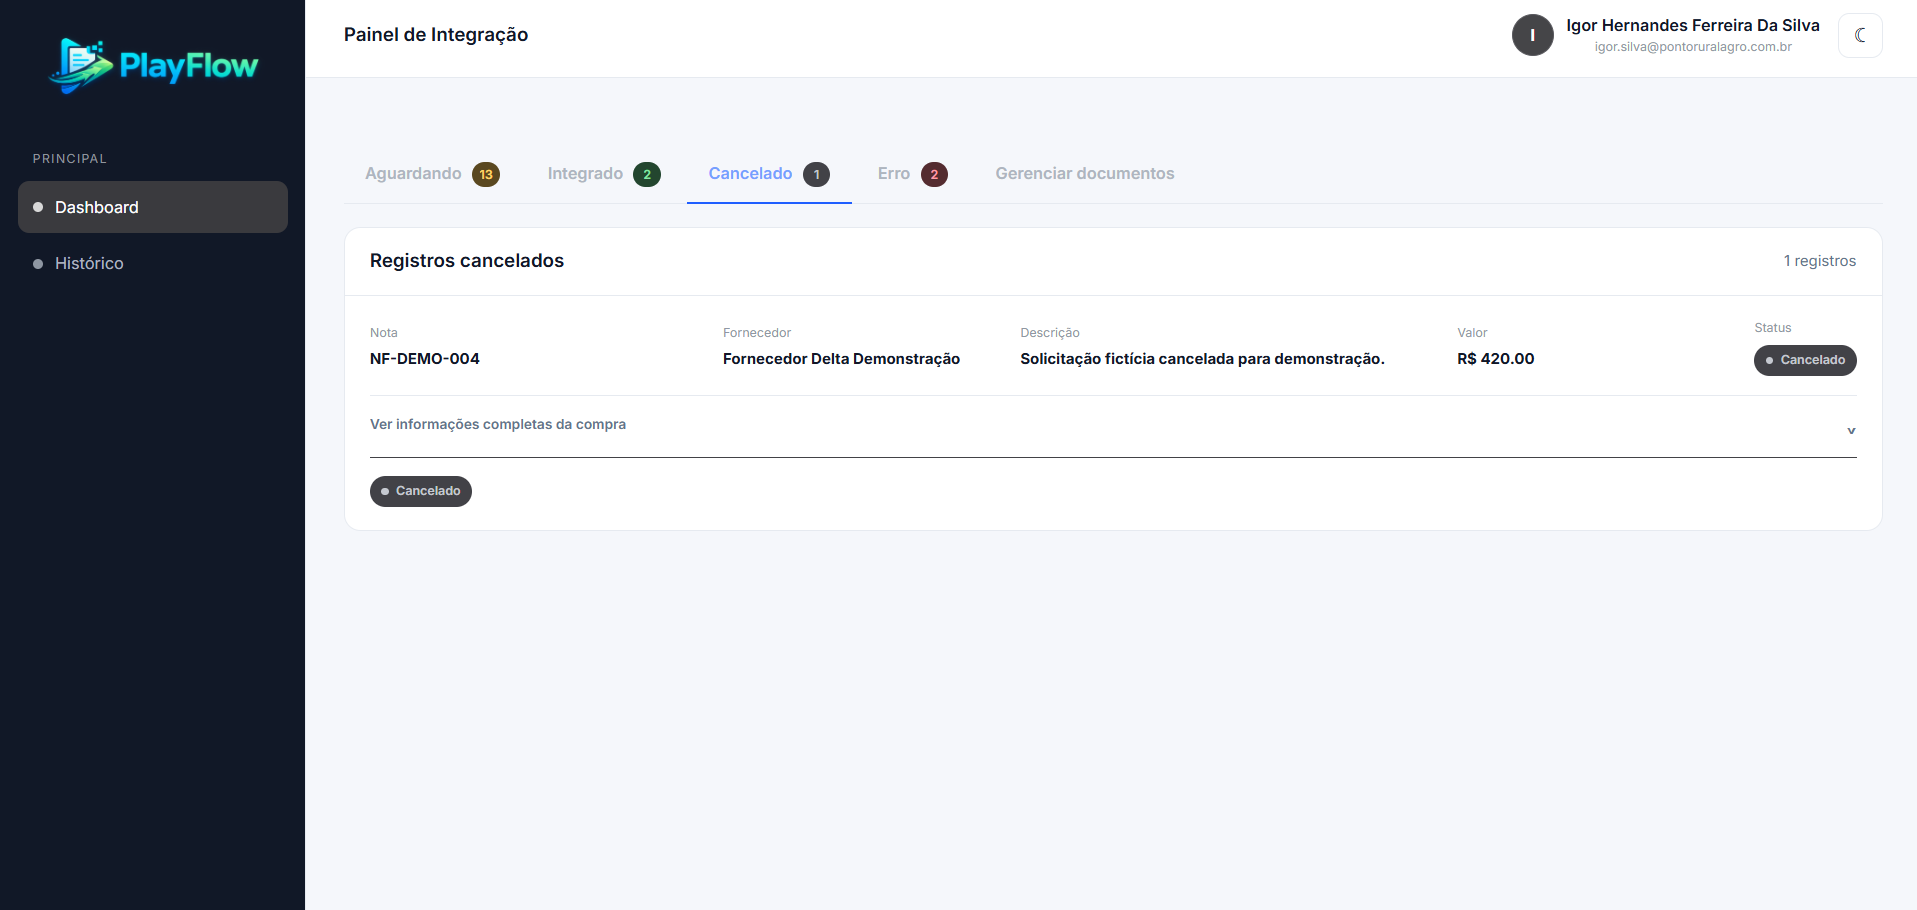 PlayFlow
PRINCIPAL
Dashboard
Histórico
Painel de Integração
I
Igor Hernandes Ferreira Da Silva
igor.silva@pontoruralagro.com.br
Aguardando 13
Integrado 2
Cancelado 1
Erro 2
Gerenciar documentos
Registros cancelados
1 registros
Nota
NF-DEMO-004
Fornecedor
Fornecedor Delta Demonstração
Descrição
Solicitação fictícia cancelada para demonstração.
Valor
R$ 420.00
Status
Cancelado
Ver informações completas da compra
v
Cancelado